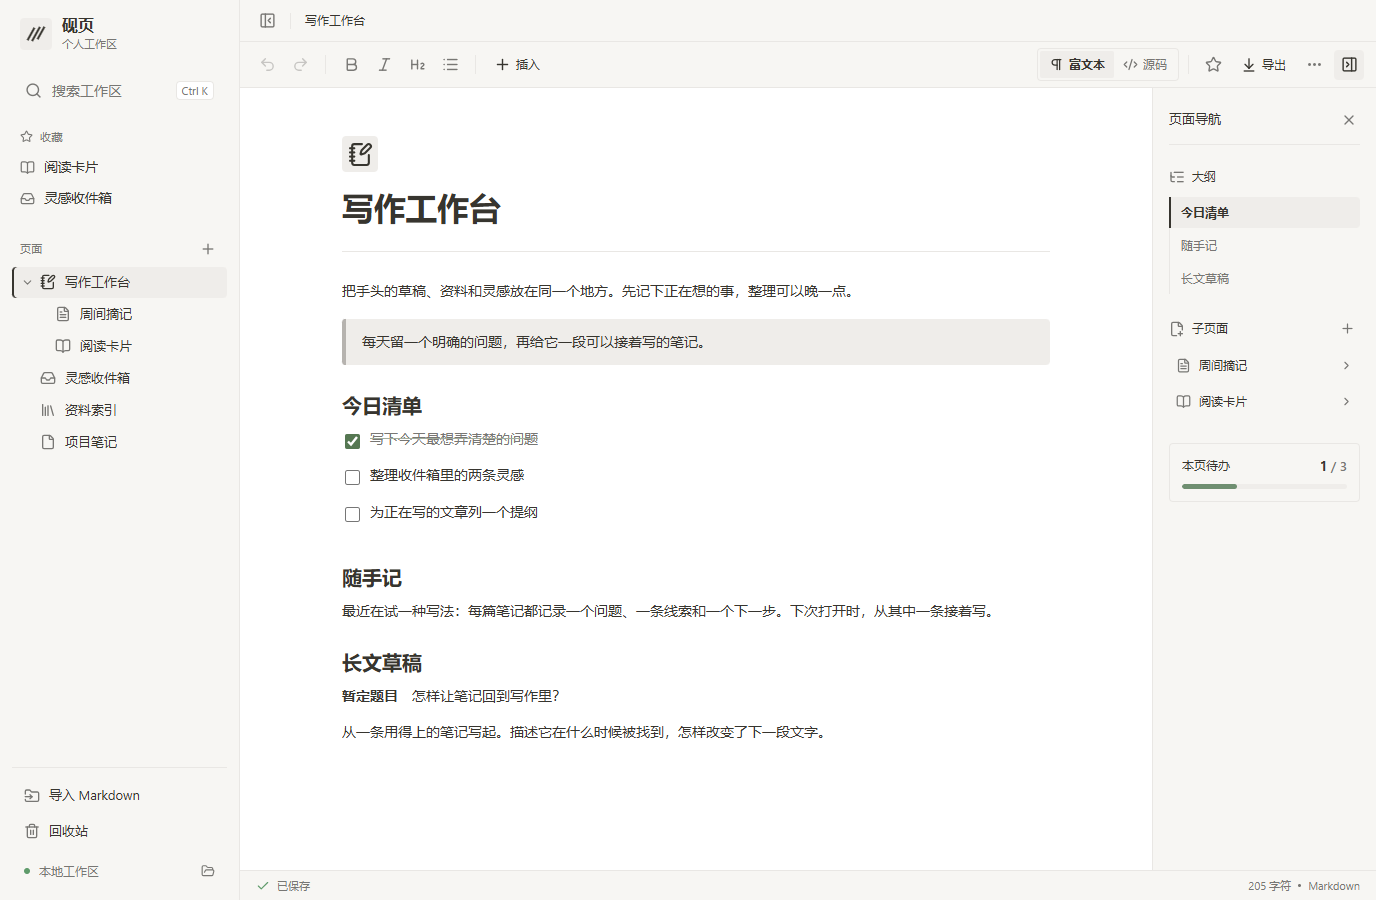 砚页
个人工作区
搜索工作区 Ctrl K
收藏
阅读卡片
灵感收件箱
页面
写作工作台
周间摘记
阅读卡片
灵感收件箱
资料索引
项目笔记
导入 Markdown
回收站
本地工作区
写作工作台
B I H2 插入
富文本 源码 导出
写作工作台
把手头的草稿、资料和灵感放在同一个地方。先记下正在想的事，整理可以晚一点。
每天留一个明确的问题，再给它一段可以接着写的笔记。
今日清单
写下今天最想弄清楚的问题
整理收件箱里的两条灵感
为正在写的文章列一个提纲
随手记
最近在试一种写法：每篇笔记都记录一个问题、一条线索和一个下一步。下次打开时，从其中一条接着写。
长文草稿
暂定题目 怎样让笔记回到写作里？
从一条用得上的笔记写起。描述它在什么时候被找到，怎样改变了下一段文字。
页面导航
大纲
今日清单
随手记
长文草稿
子页面
周间摘记
阅读卡片
本页待办 1 / 3
已保存
205 字符 • Markdown